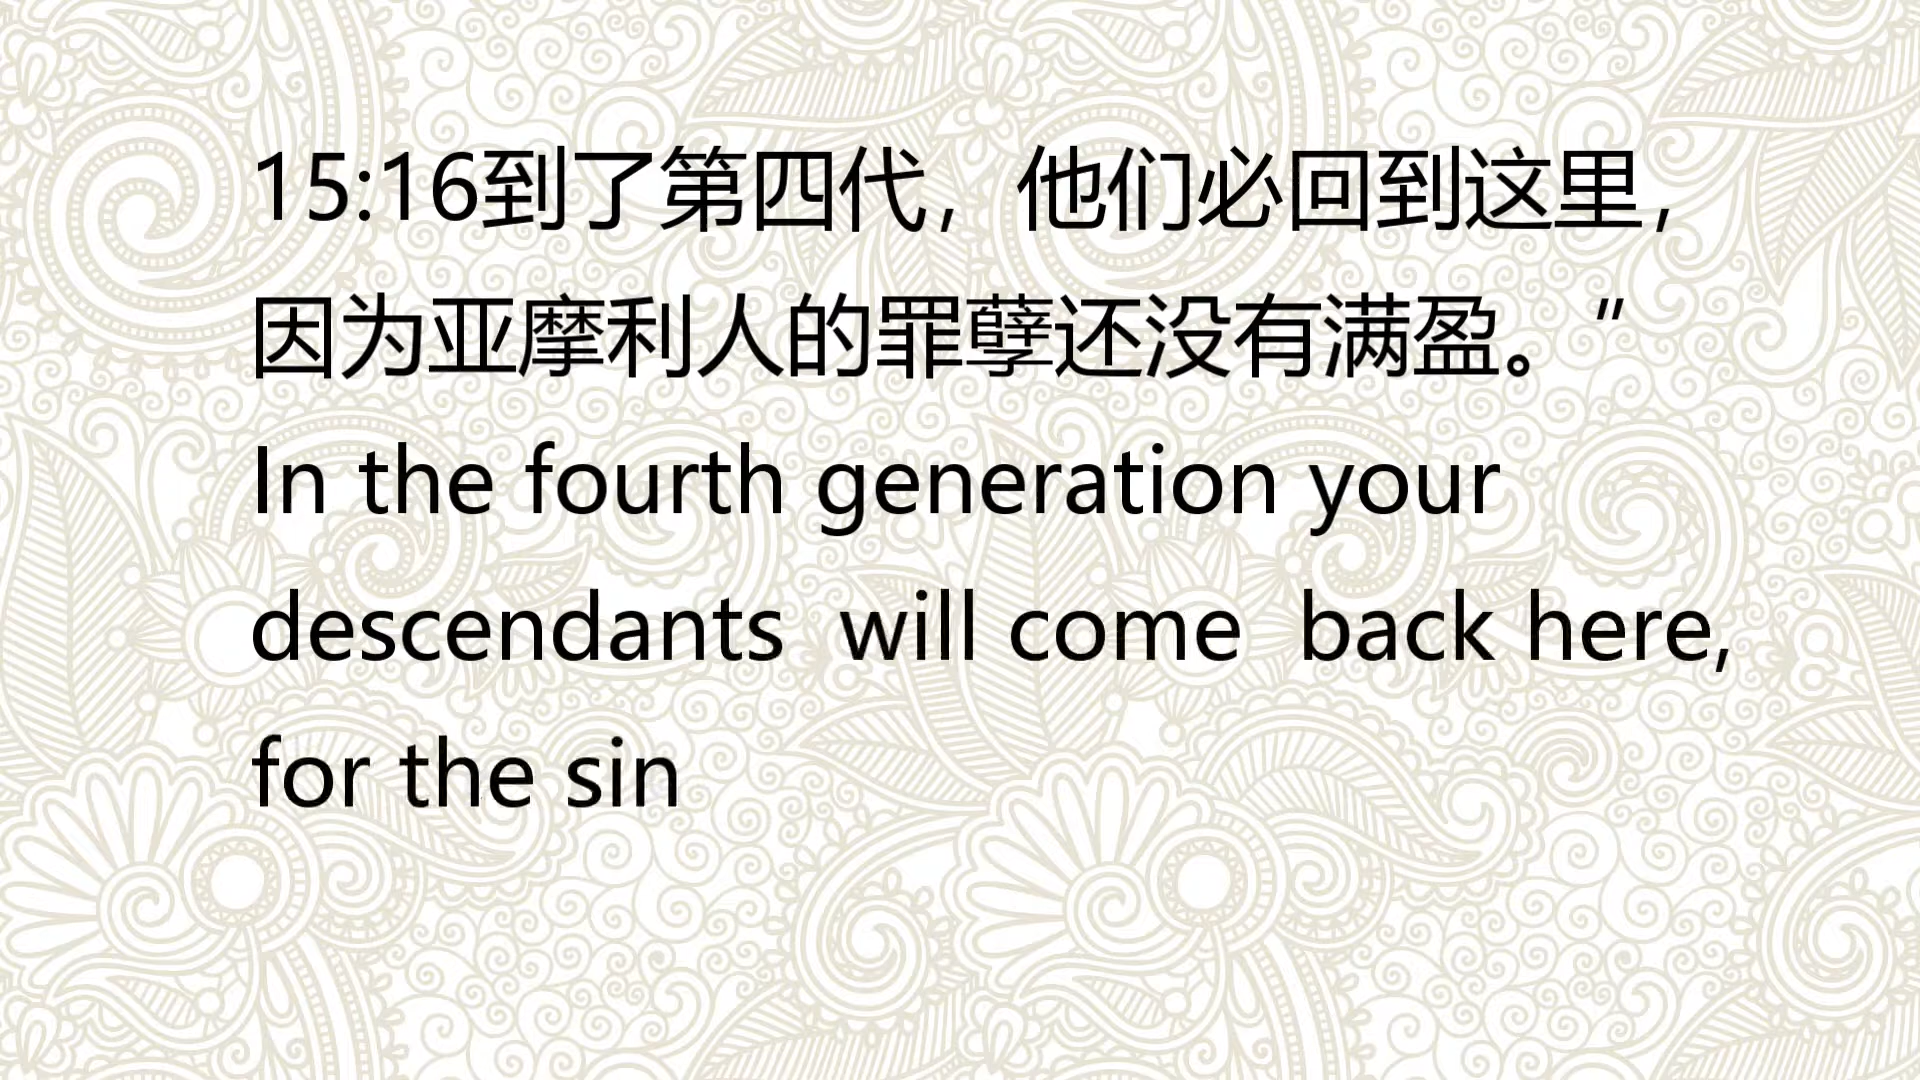 15:16到了第四代，他们必回到这里，
因为亚摩利人的罪孽还没有满盈。”
In the fourth generation your
descendants  will come  back here,
for the sin